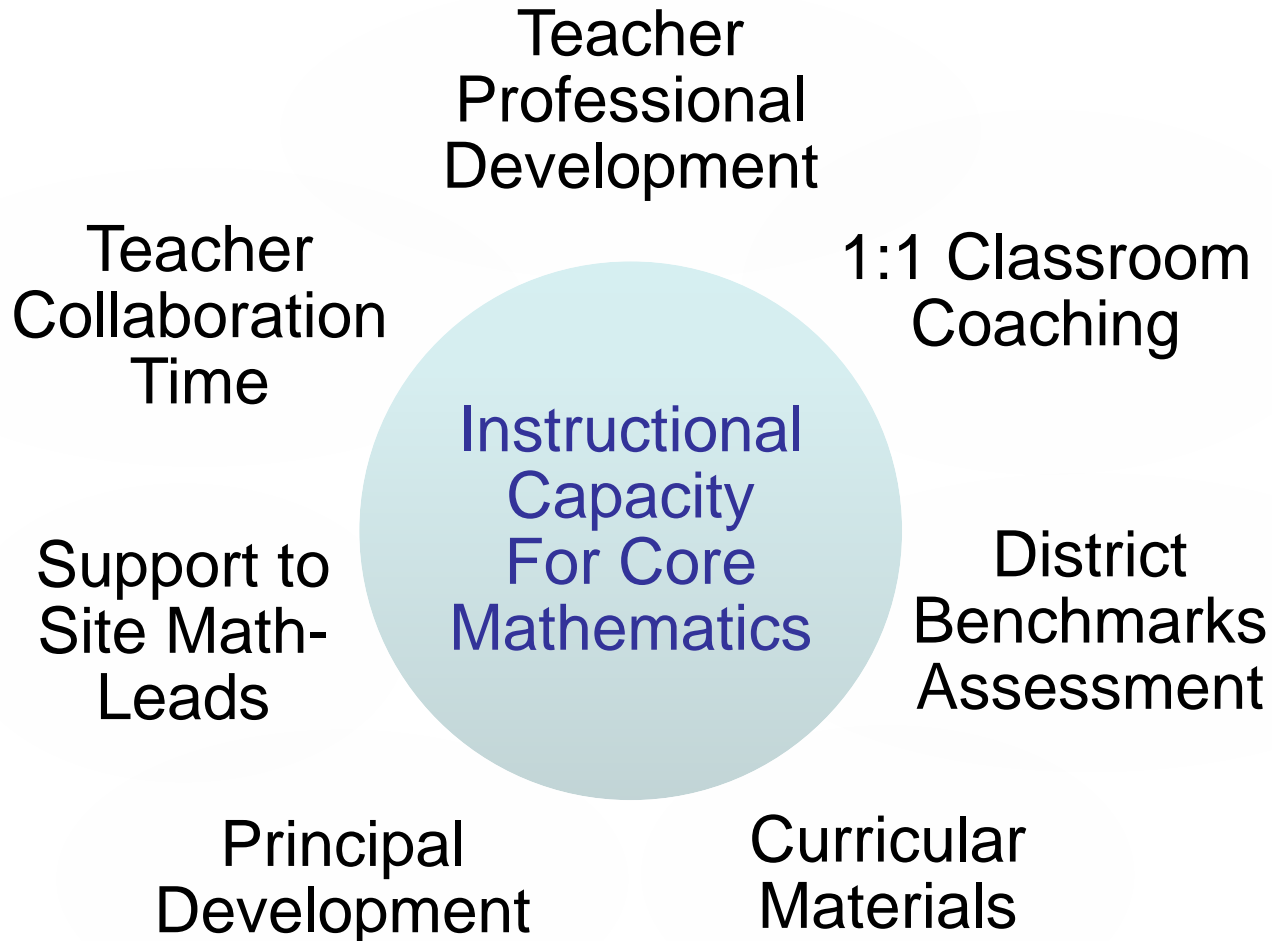 Teacher
Professional
Development
1:1 Classroom
Coaching
District
Benchmarks
Assessment
Curricular
Materials
Principal
Development
Support to
Site Math-
Leads
Teacher
Collaboration
Time
Instructional
Capacity
For Core
Mathematics